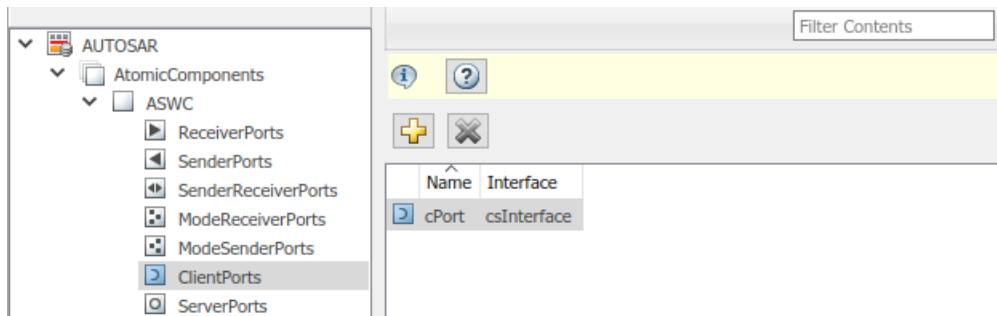 Filter Contents
AUTOSAR
AtomicComponents
ASWC
ReceiverPorts
SenderPorts
SenderReceiverPorts
ModeReceiverPorts
ModeSenderPorts
ClientPorts
ServerPorts
Name Interface
cPort csInterface